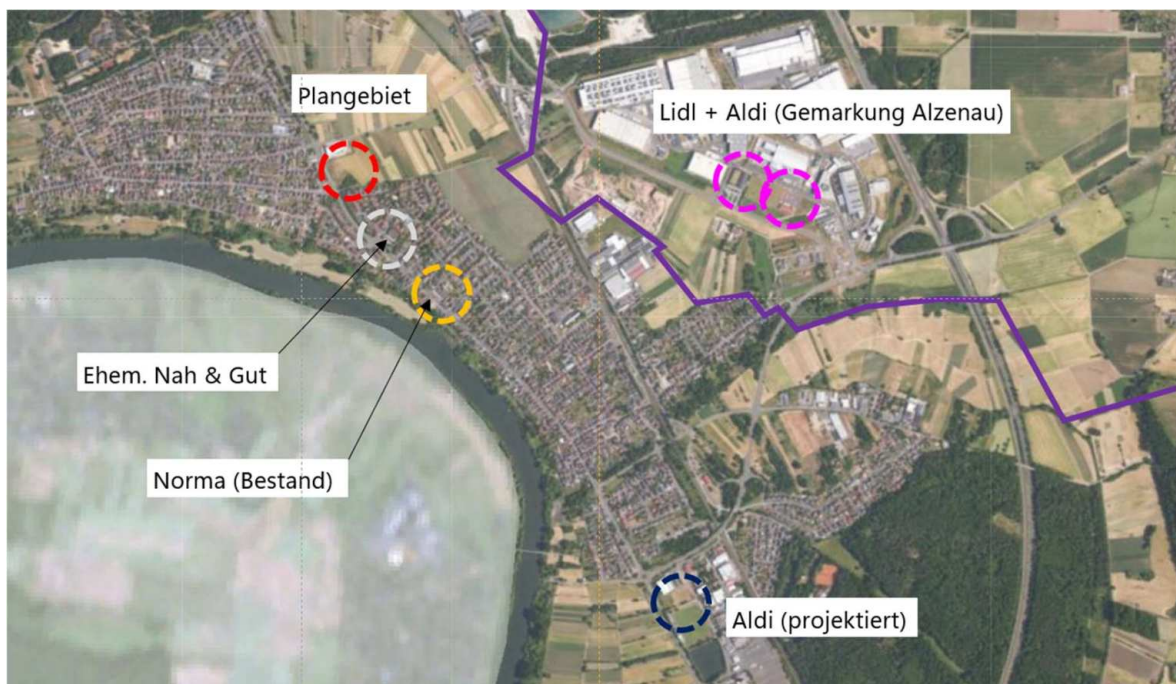 Plangebiet
Lidl + Aldi (Gemarkung Alzenau)
Ehem. Nah & Gut
Norma (Bestand)
Aldi (projektiert)